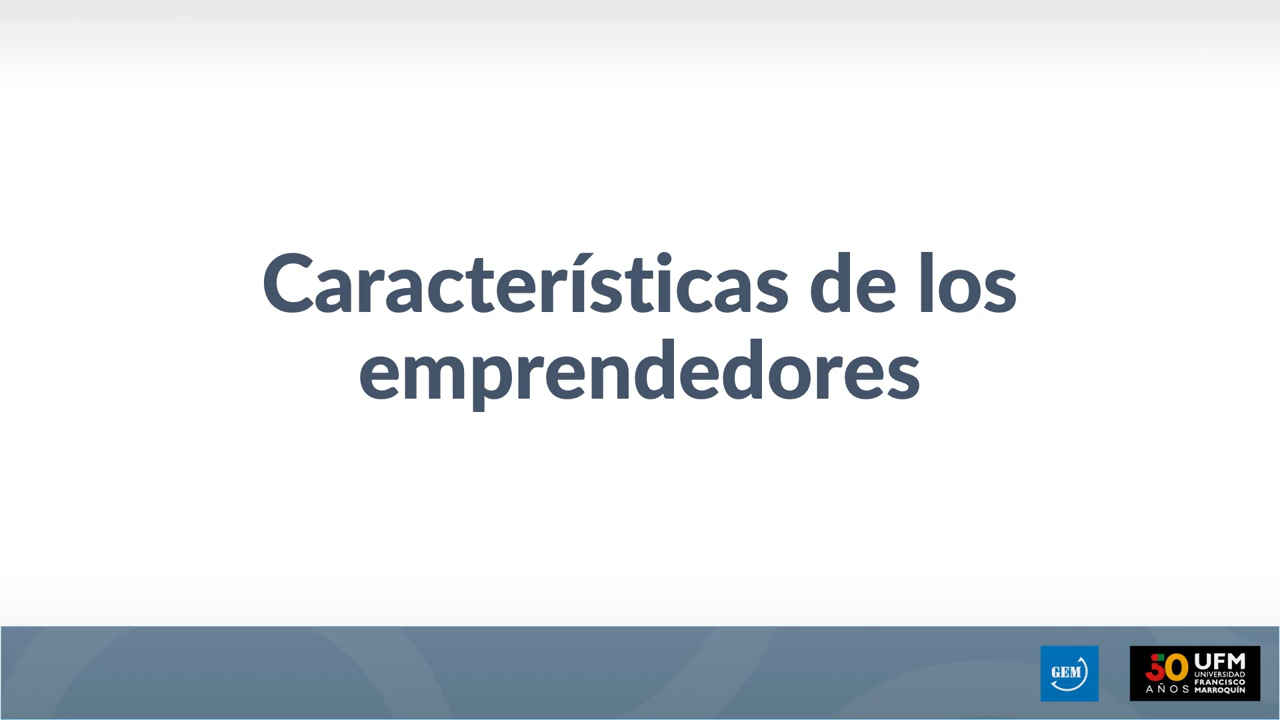 Características de los
emprendedores
GEM
50
AÑOS
UFM
UNIVERSIDAD
FRANCISCO
MARROQUÍN